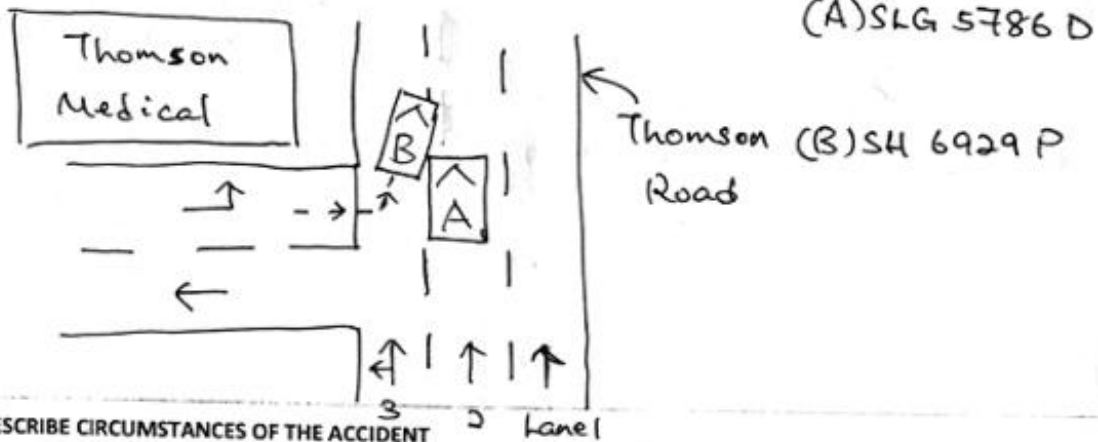 (A)SLG 5786 D
Thomson
Medical
B
A
Thomson
Road
(B)SH 6929 P
3
2
Lane 1
ESCRIBE CIRCUMSTANCES OF THE ACCIDENT